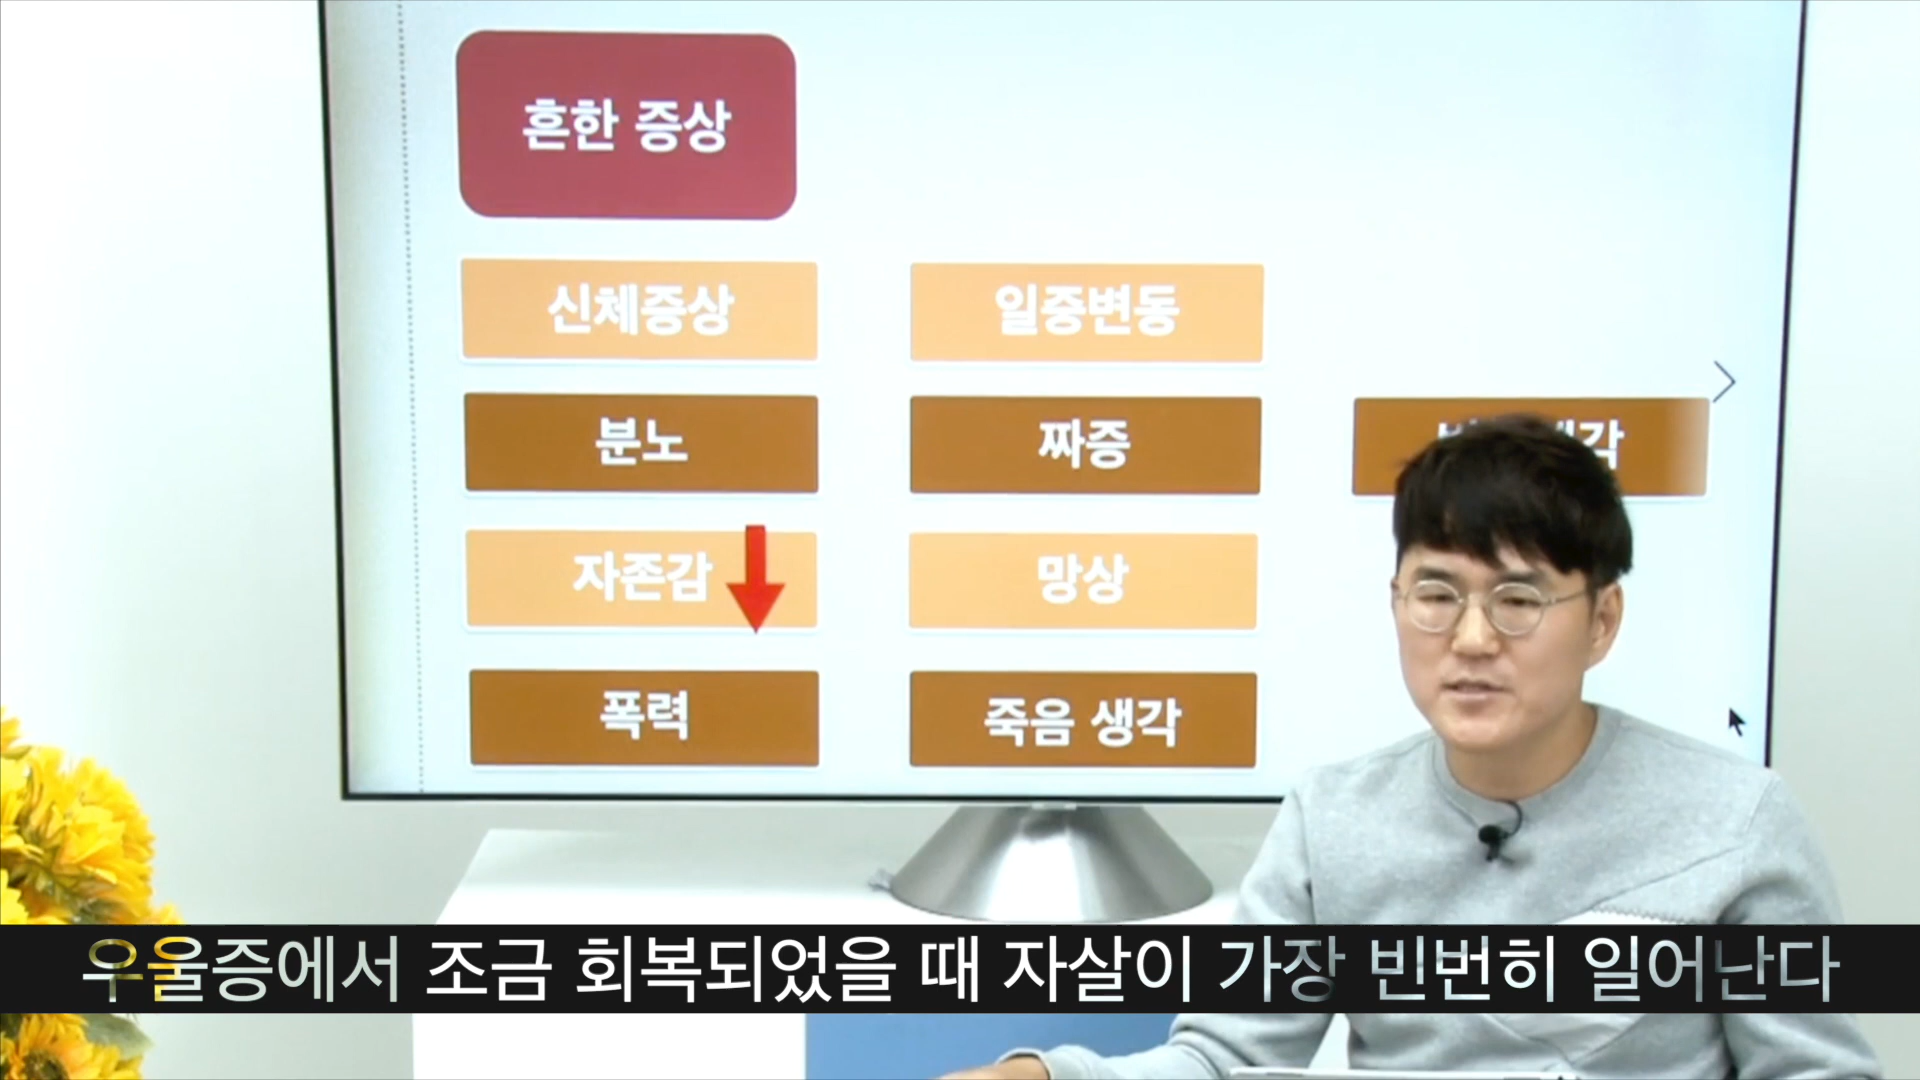 흔한 증상
신체증상 일중변동
분노 짜증
자존감 망상
폭력 죽음 생각
우울증에서 조금 회복되었을 때 자살이 가장 빈번히 일어난다